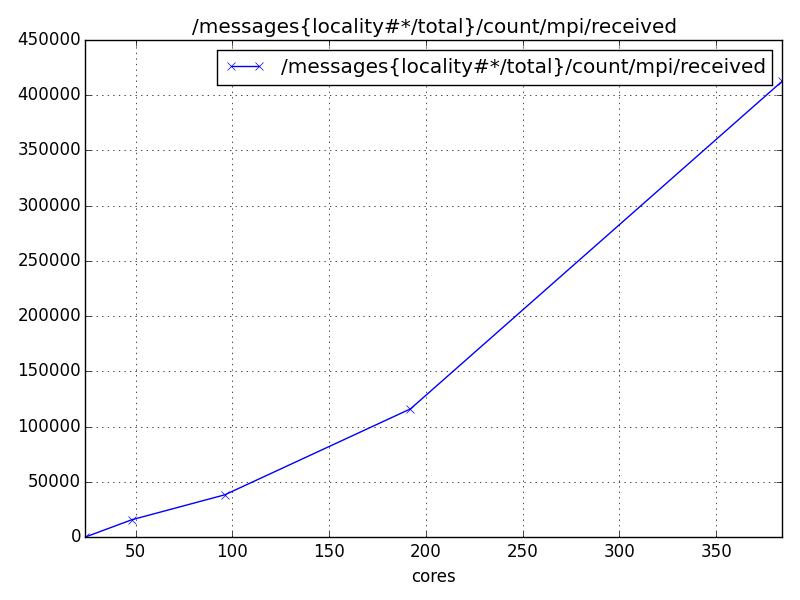 /messages{locality#*/total}/count/mpi/received
/messages{locality#*/total}/count/mpi/received
450000
400000
350000
300000
250000
200000
150000
100000
50000
0
50 100 150 200 250 300 350
cores